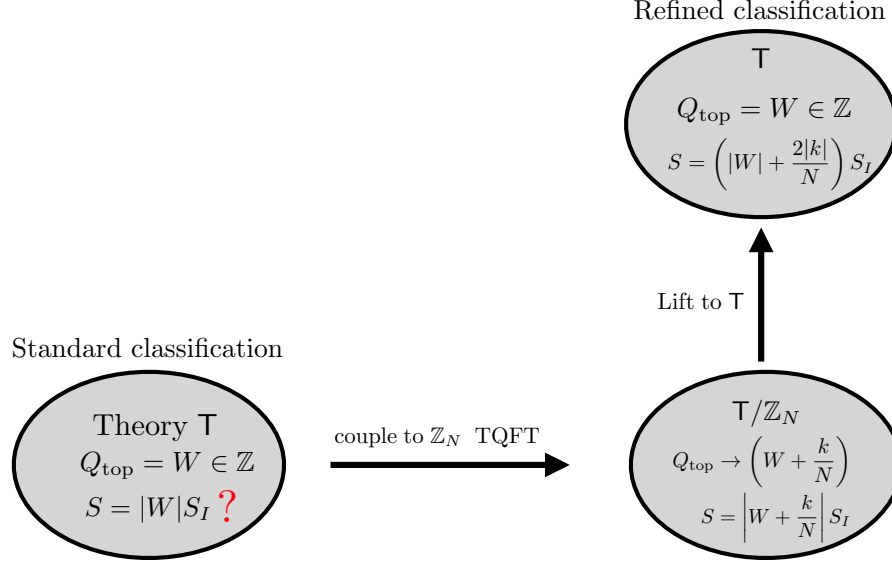 Refined classification
T
Q_top = W ∈ ℤ
S = (|W| + 2|k|/N) S_I
Lift to T
Standard classification
Theory T
Q_top = W ∈ ℤ
S = |W|S_I ?
couple to ℤ_N TQFT
T/ℤ_N
Q_top → (W + k/N)
S = |W + k/N| S_I